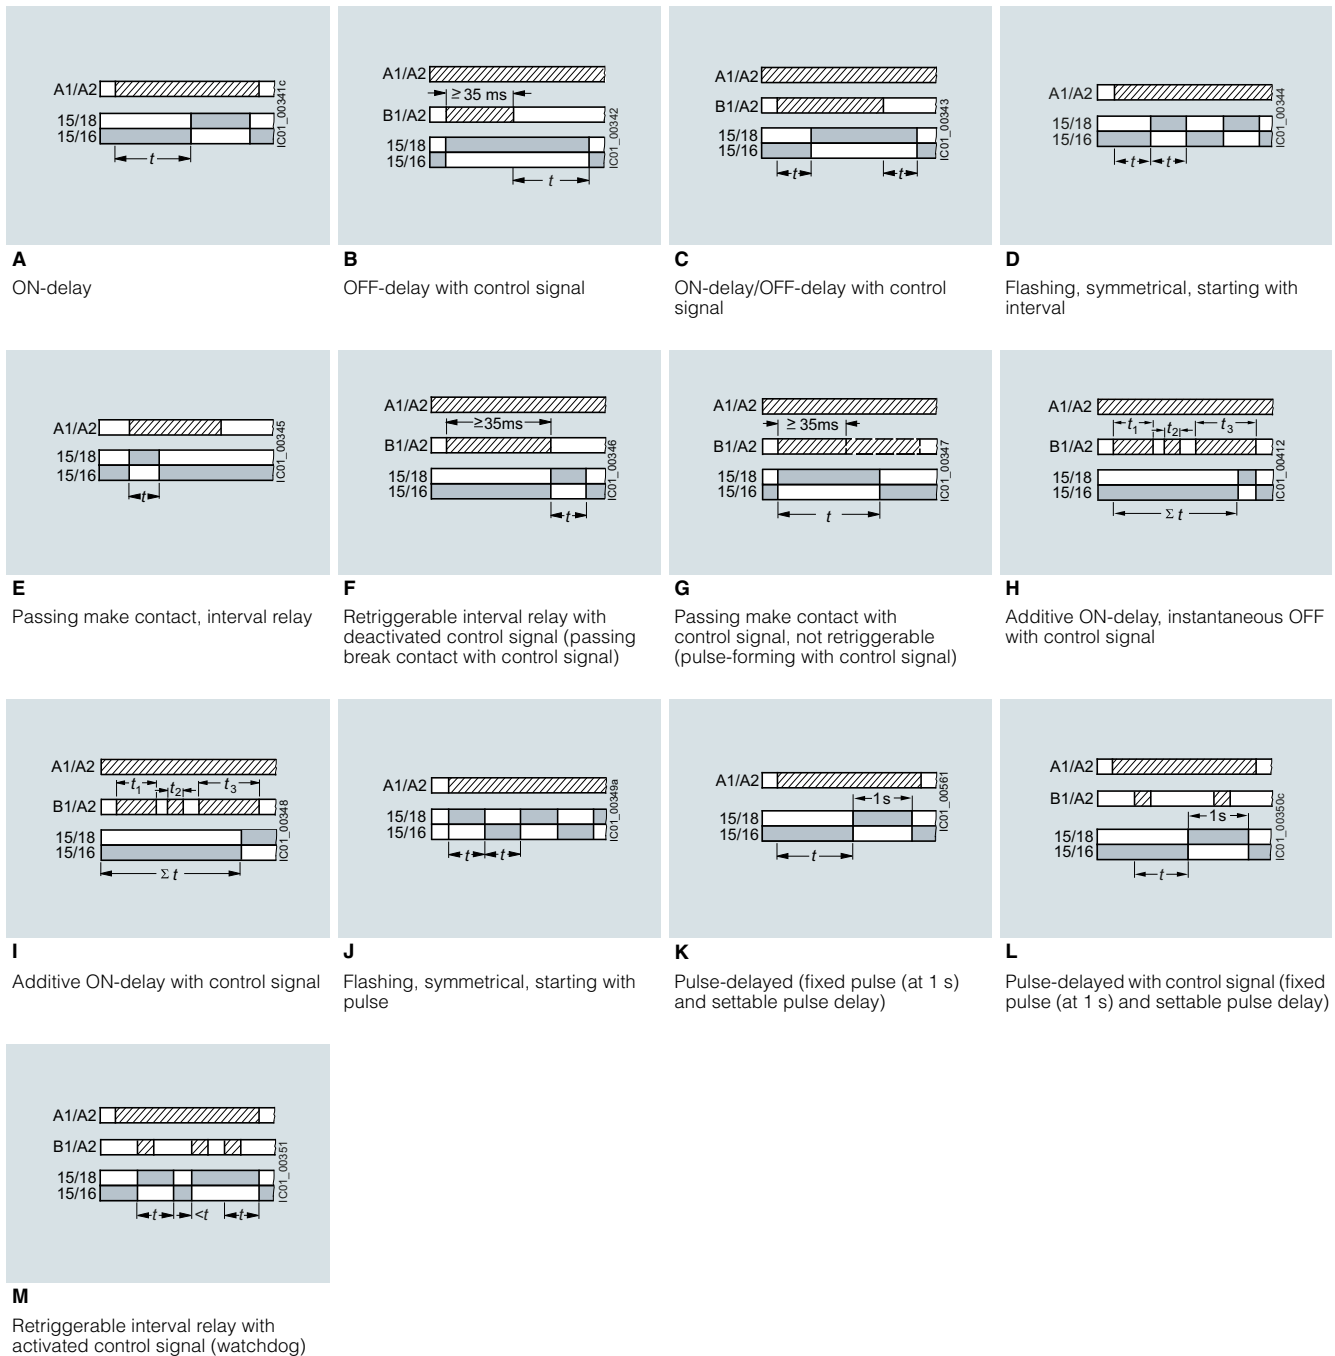 A1/A2
15/18
15/16
t
IC01_00341c
A
ON-delay
A1/A2
≥ 35 ms
B1/A2
15/18
15/16
t
IC01_00342
B
OFF-delay with control signal
A1/A2
B1/A2
15/18
15/16
t t
IC01_00343
C
ON-delay/OFF-delay with control
signal
A1/A2
15/18
15/16
t t
IC01_00344
D
Flashing, symmetrical, starting with
interval
A1/A2
15/18
15/16
t
IC01_00345
E
Passing make contact, interval relay
A1/A2
≥35ms
B1/A2
15/18
15/16
t
IC01_00346
F
Retriggerable interval relay with
deactivated control signal (passing
break contact with control signal)
A1/A2
≥ 35ms
B1/A2
15/18
15/16
t
IC01_00347
G
Passing make contact with
control signal, not retriggerable
(pulse-forming with control signal)
A1/A2
t1 t2 t3
B1/A2
15/18
15/16
Σ t
IC01_00412
H
Additive ON-delay, instantaneous OFF
with control signal
A1/A2
t1 t2 t3
B1/A2
15/18
15/16
Σ t
IC01_00348
I
Additive ON-delay with control signal
A1/A2
15/18
15/16
t t
IC01_00349a
J
Flashing, symmetrical, starting with
pulse
A1/A2
1s
15/18
15/16
t
IC01_00561
K
Pulse-delayed (fixed pulse (at 1 s)
and settable pulse delay)
A1/A2
B1/A2
1s
15/18
15/16
t
IC01_00350c
L
Pulse-delayed with control signal (fixed
pulse (at 1 s) and settable pulse delay)
A1/A2
B1/A2
15/18
15/16
t <t t
IC01_00351
M
Retriggerable interval relay with
activated control signal (watchdog)